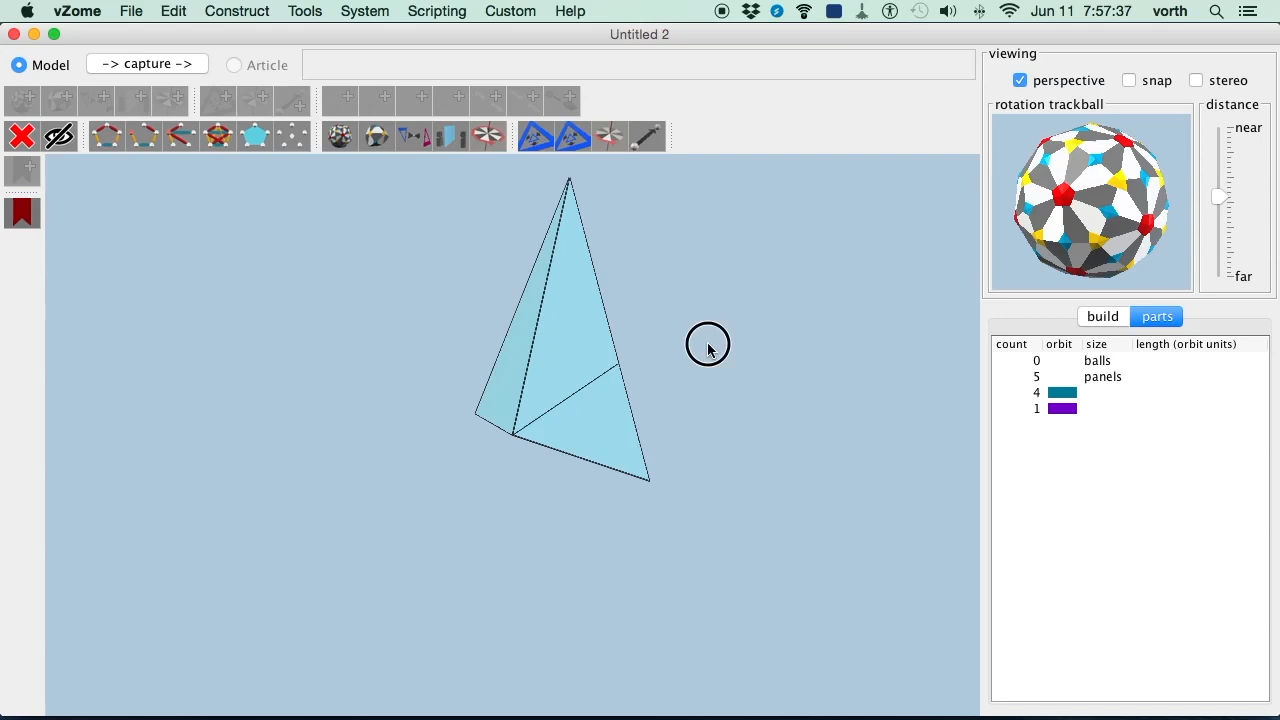 vZome File Edit Construct Tools System Scripting Custom Help Jun 11 7:57:37 vorth
Untitled 2
Model -> capture -> Article
viewing
perspective snap stereo
rotation trackball distance
near
far
build parts
count orbit size length (orbit units)
0 balls
5 panels
4
1